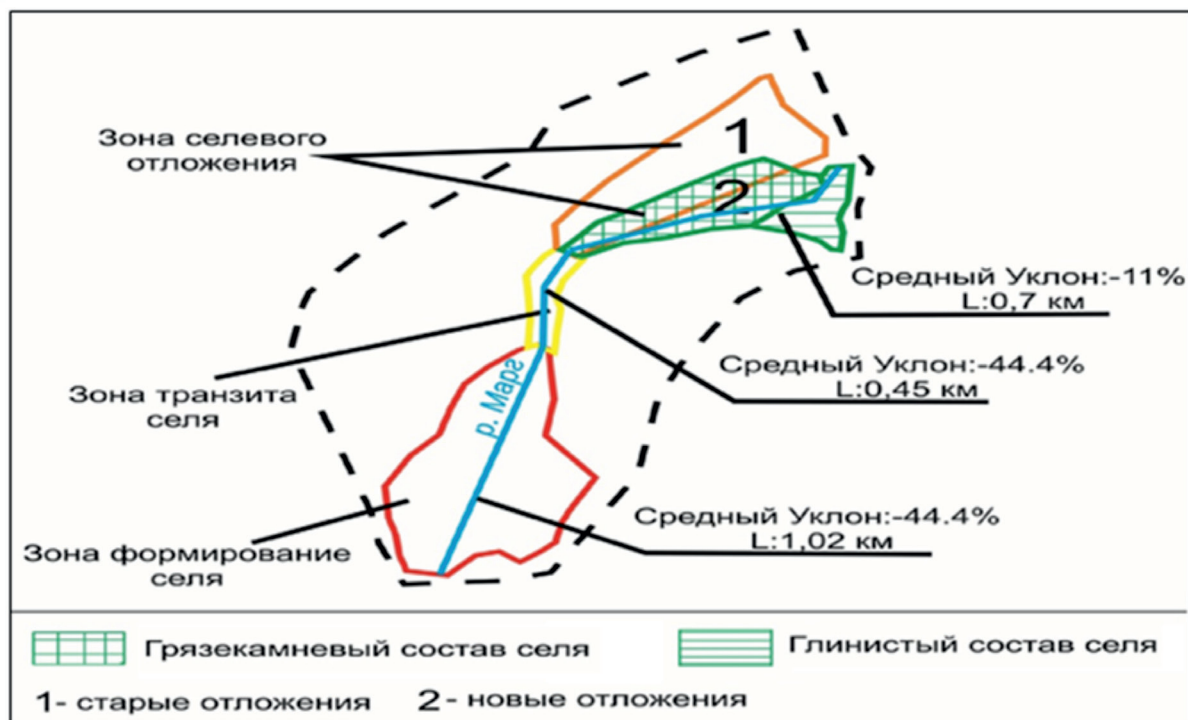 Зона селевого
отложения
1
2
Средный Уклон:-11%
L:0,7 км
Средный Уклон:-44.4%
L:0,45 км
Зона транзита
селя
р. Марг
Средный Уклон:-44.4%
L:1,02 км
Зона формирование
селя
Грязекамневый состав селя
Глинистый состав селя
1- старые отложения 2- новые отложения